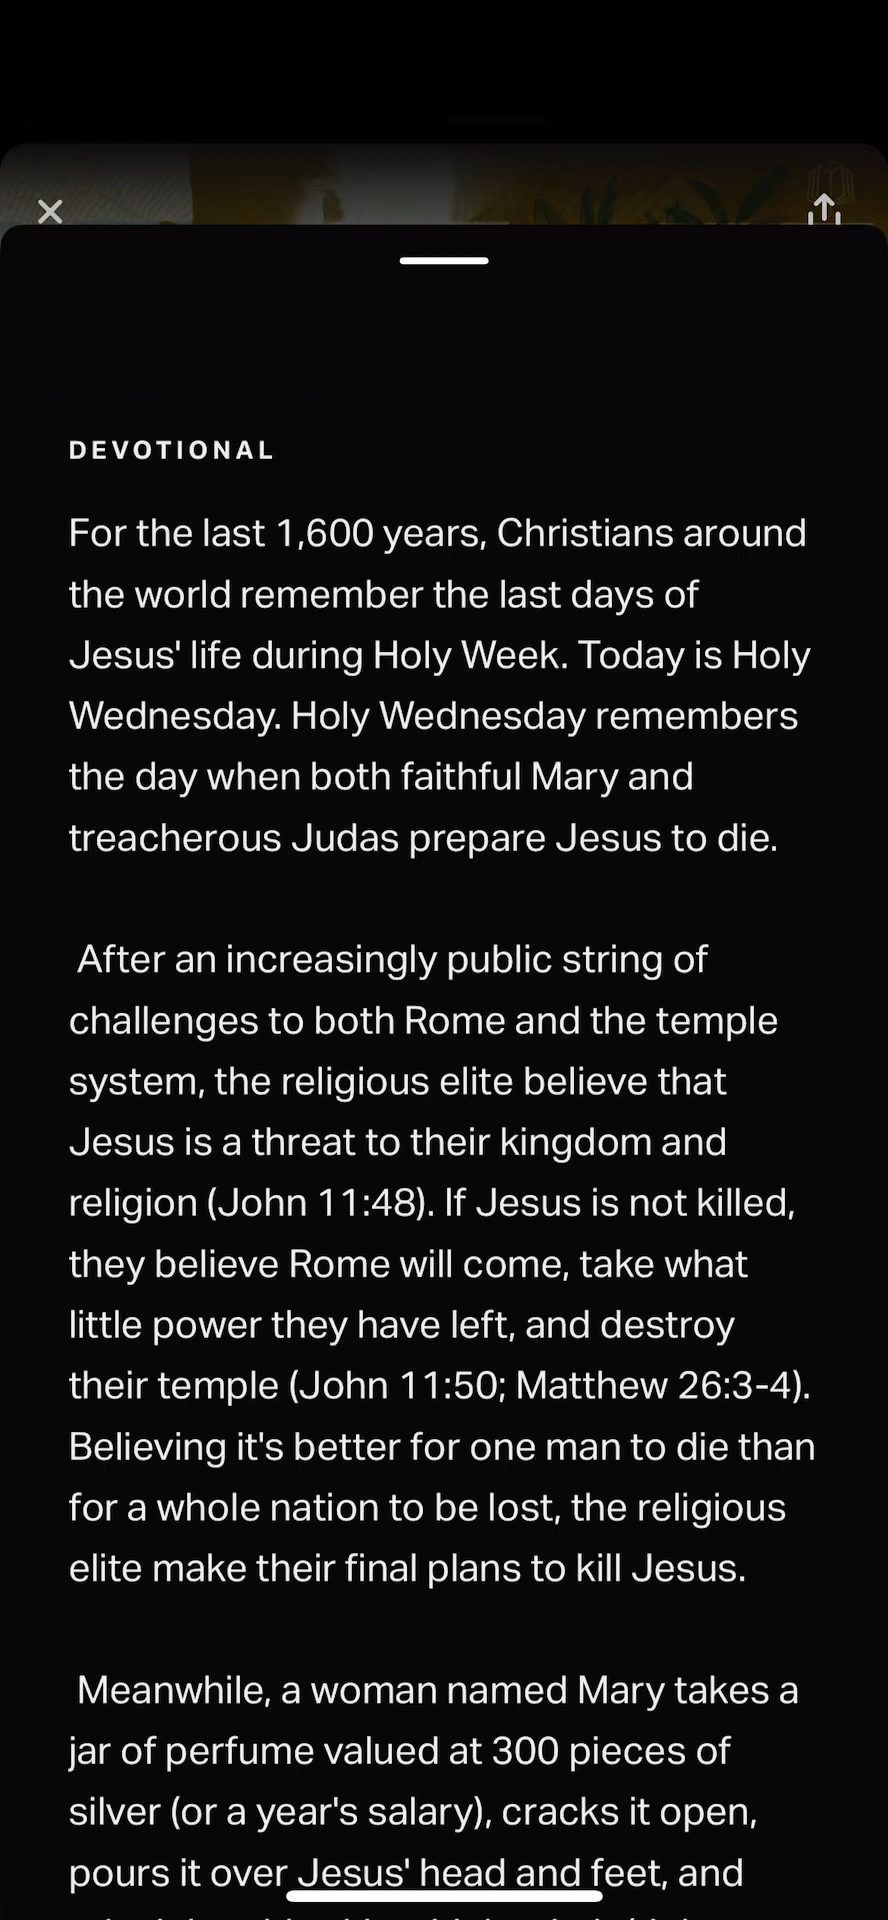 DEVOTIONAL
For the last 1,600 years, Christians around
the world remember the last days of
Jesus' life during Holy Week. Today is Holy
Wednesday. Holy Wednesday remembers
the day when both faithful Mary and
treacherous Judas prepare Jesus to die.
After an increasingly public string of
challenges to both Rome and the temple
system, the religious elite believe that
Jesus is a threat to their kingdom and
religion (John 11:48). If Jesus is not killed,
they believe Rome will come, take what
little power they have left, and destroy
their temple (John 11:50; Matthew 26:3-4).
Believing it's better for one man to die than
for a whole nation to be lost, the religious
elite make their final plans to kill Jesus.
Meanwhile, a woman named Mary takes a
jar of perfume valued at 300 pieces of
silver (or a year's salary), cracks it open,
pours it over Jesus' head and feet, and